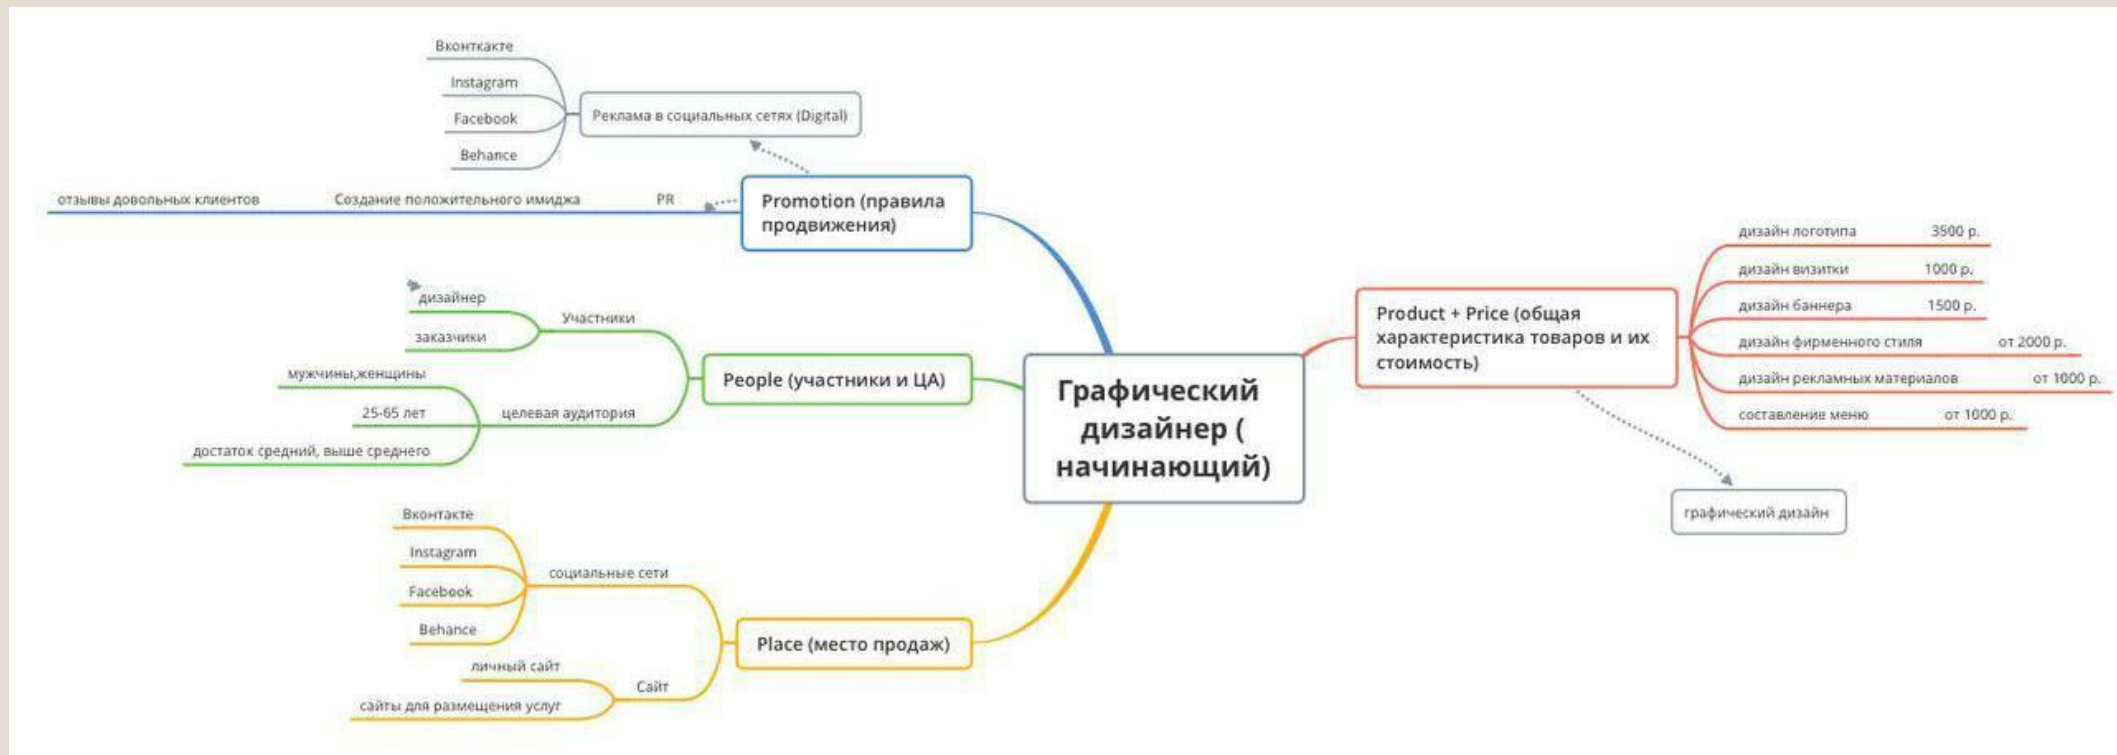 Вконткакте
Instagram
Facebook
Behance
Реклама в социальных сетях (Digital)
отзывы довольных клиентов
Создание положительного имиджа
PR
Promotion (правила
продвижения)
дизайнер
заказчики
Участники
мужчины,женщины
25-65 лет
достаток средний, выше среднего
целевая аудитория
People (участники и ЦА)
Вконтакте
Instagram
Facebook
Behance
социальные сети
личный сайт
сайты для размещения услуг
Сайт
Place (место продаж)
Графический
дизайнер (
начинающий)
Product + Price (общая
характеристика товаров и их
стоимость)
дизайн логотипа 3500 р.
дизайн визитки 1000 р.
дизайн баннера 1500 р.
дизайн фирменного стиля от 2000 р.
дизайн рекламных материалов от 1000 р.
составление меню от 1000 р.
графический дизайн